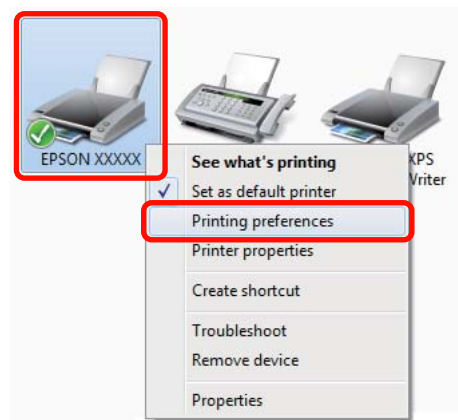 EPSON XXXXX
XPS
Writer
See what's printing
Set as default printer
Printing preferences
Printer properties
Create shortcut
Troubleshoot
Remove device
Properties